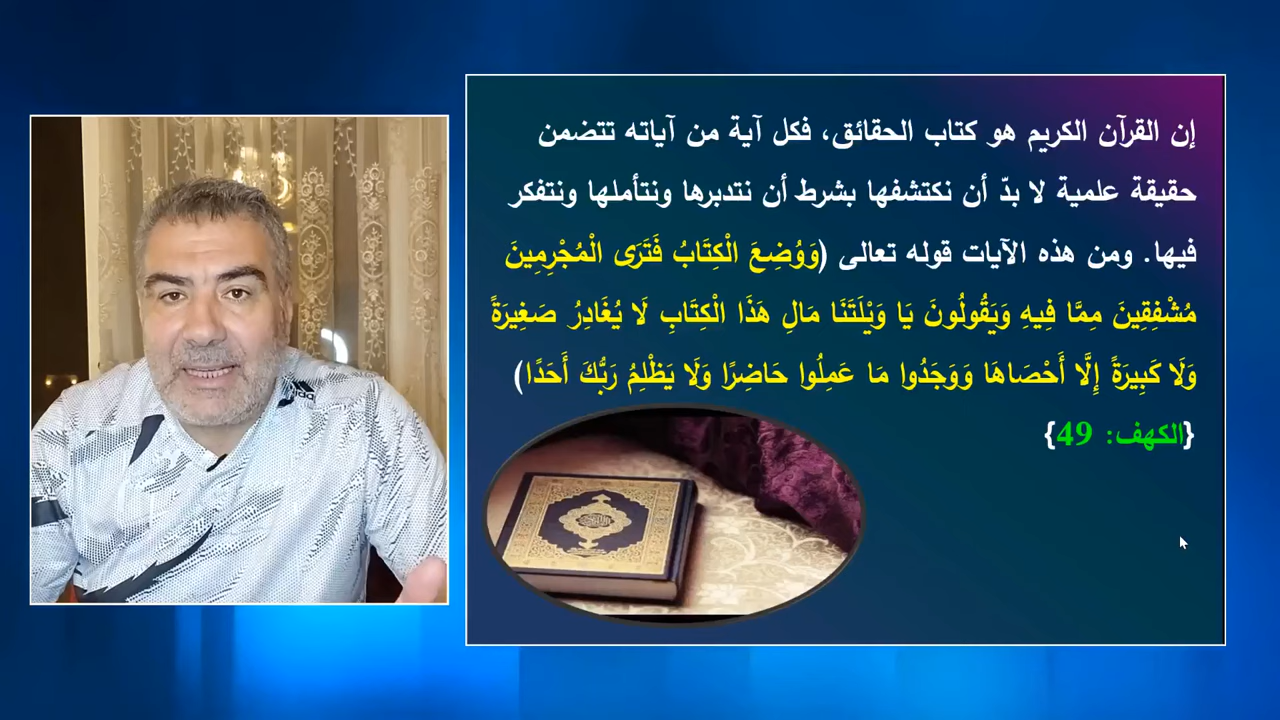 إن القرآن الكريم هو كتاب الحقائق، فكل آية من آياته تتضمن
حقيقة علمية لا بدّ أن نكتشفها بشرط أن نتدبرها ونتأملها ونتفكر
فيها. ومن هذه الآيات قوله تعالى (وَوُضِعَ الْكِتَابُ فَتَرَى الْمُجْرِمِينَ
مُشْفِقِينَ مِمَّا فِيهِ وَيَقُولُونَ يَا وَيْلَتَنَا مَالِ هَذَا الْكِتَابِ لَا يُغَادِرُ صَغِيرَةً
وَلَا كَبِيرَةً إِلَّا أَحْصَاهَا وَوَجَدُوا مَا عَمِلُوا حَاضِرًا وَلَا يَظْلِمُ رَبُّكَ أَحَدًا)
{الكهف: 49}